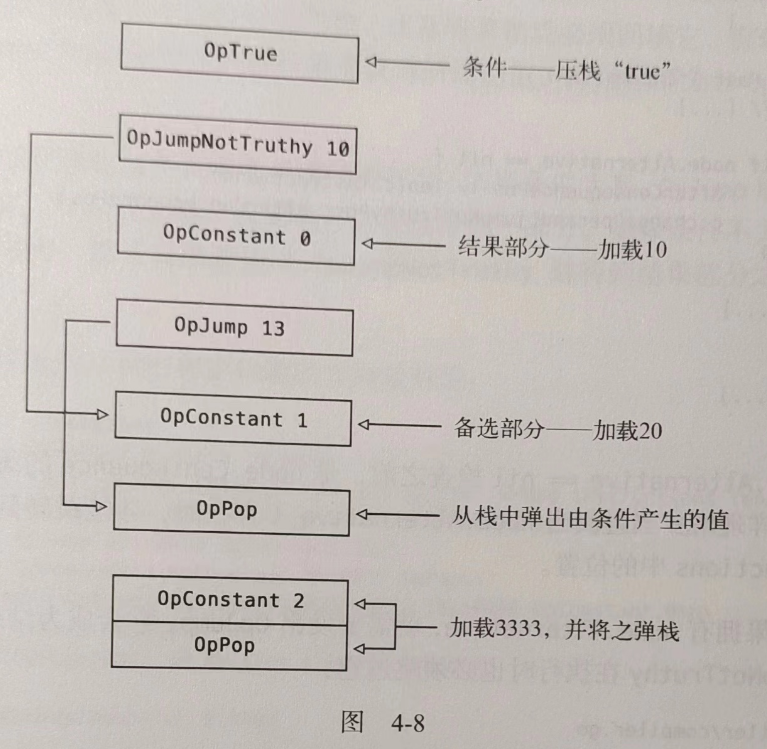 OpTrue
条件——压栈“true”
OpJumpNotTruthy 10
OpConstant 0
结果部分——加载10
OpJump 13
OpConstant 1
备选部分——加载20
OpPop
从栈中弹出由条件产生的值
OpConstant 2
OpPop
加载3333，并将之弹栈
图 4-8